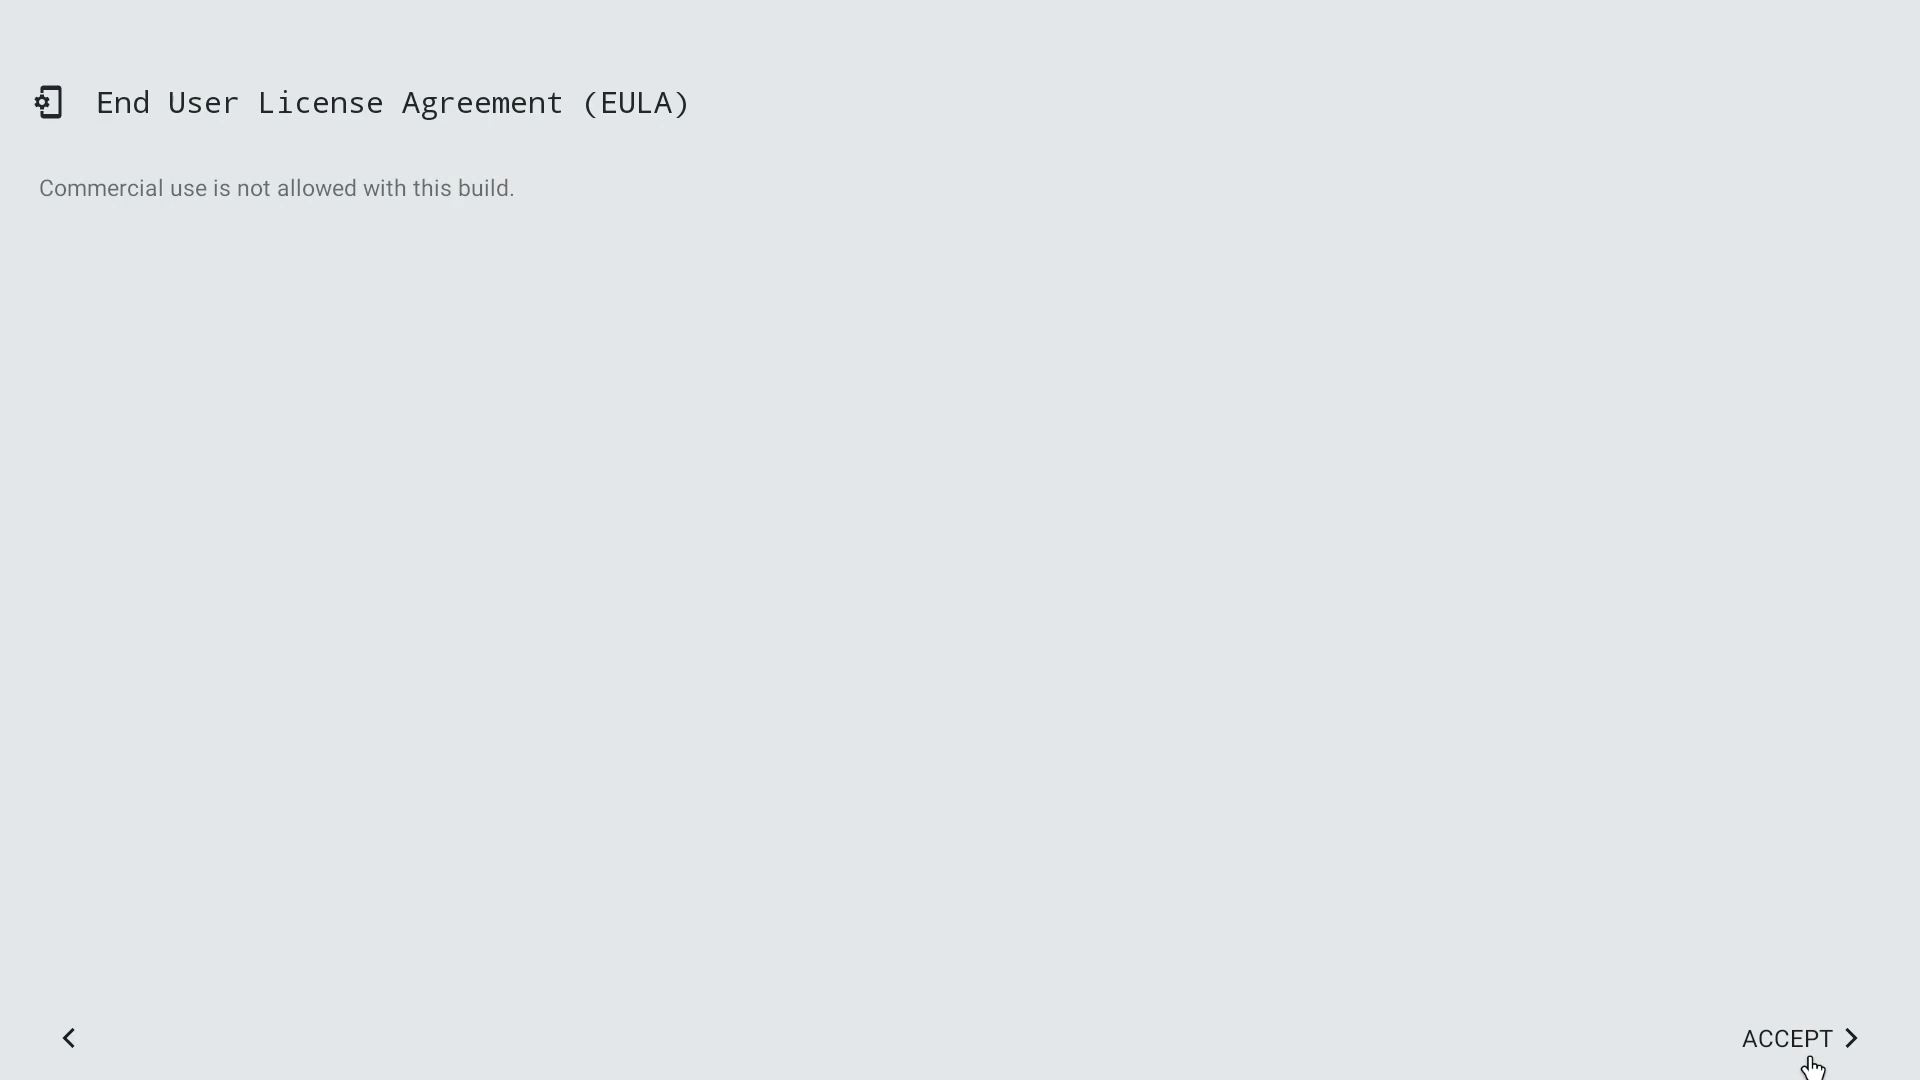 End User License Agreement (EULA)
Commercial use is not allowed with this build.
ACCEPT